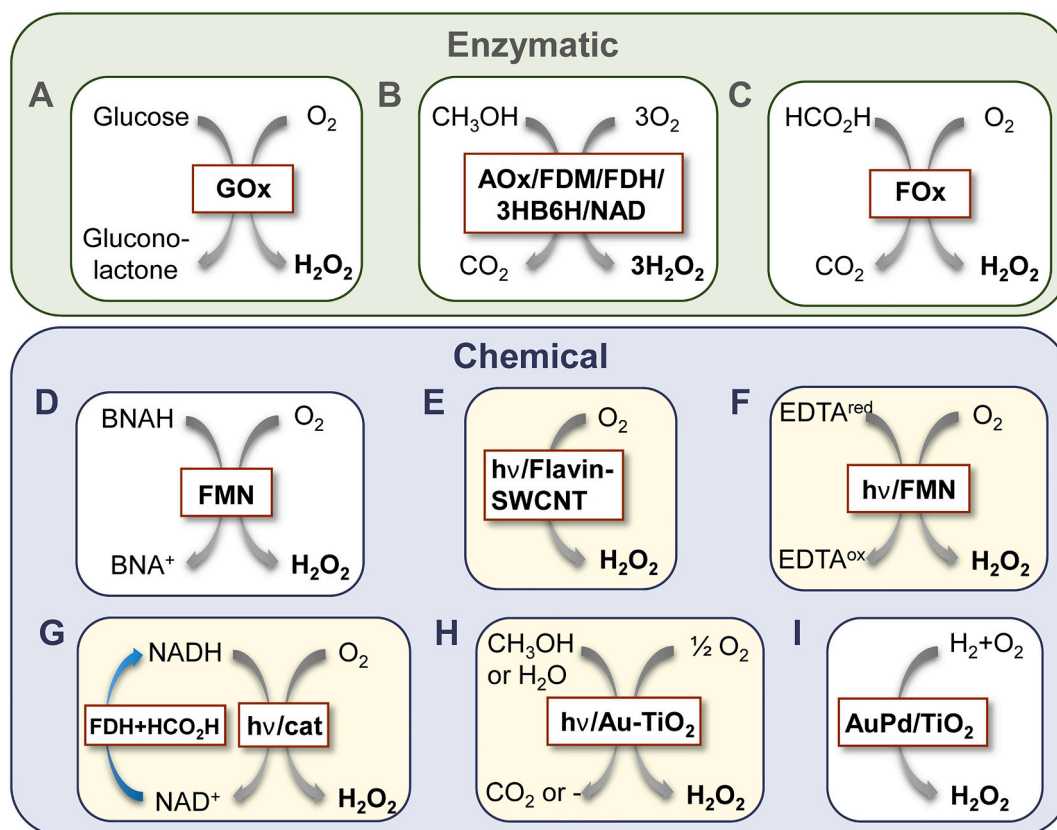 Enzymatic
A
Glucose
O₂
GOx
Glucono-
lactone
H₂O₂
B
CH₃OH
3O₂
AOx/FDM/FDH/
3HB6H/NAD
CO₂
3H₂O₂
C
HCO₂H
O₂
FOx
CO₂
H₂O₂
Chemical
D
BNAH
O₂
FMN
BNA⁺
H₂O₂
E
O₂
hν/Flavin-
SWCNT
H₂O₂
F
EDTAʳᵉᵈ
O₂
hν/FMN
EDTAᵒˣ
H₂O₂
G
NADH
O₂
FDH+HCO₂H
hν/cat
NAD⁺
H₂O₂
H
CH₃OH
or H₂O
½ O₂
hν/Au-TiO₂
CO₂ or -
H₂O₂
I
H₂+O₂
AuPd/TiO₂
H₂O₂